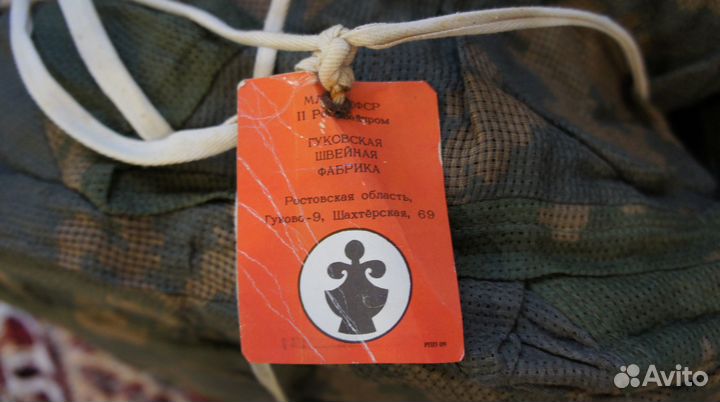 ГУКОВСКАЯ
ШВЕЙНАЯ
ФАБРИКА
Ростовская область,
Гуково-9, Шахтёрская, 69
Avito